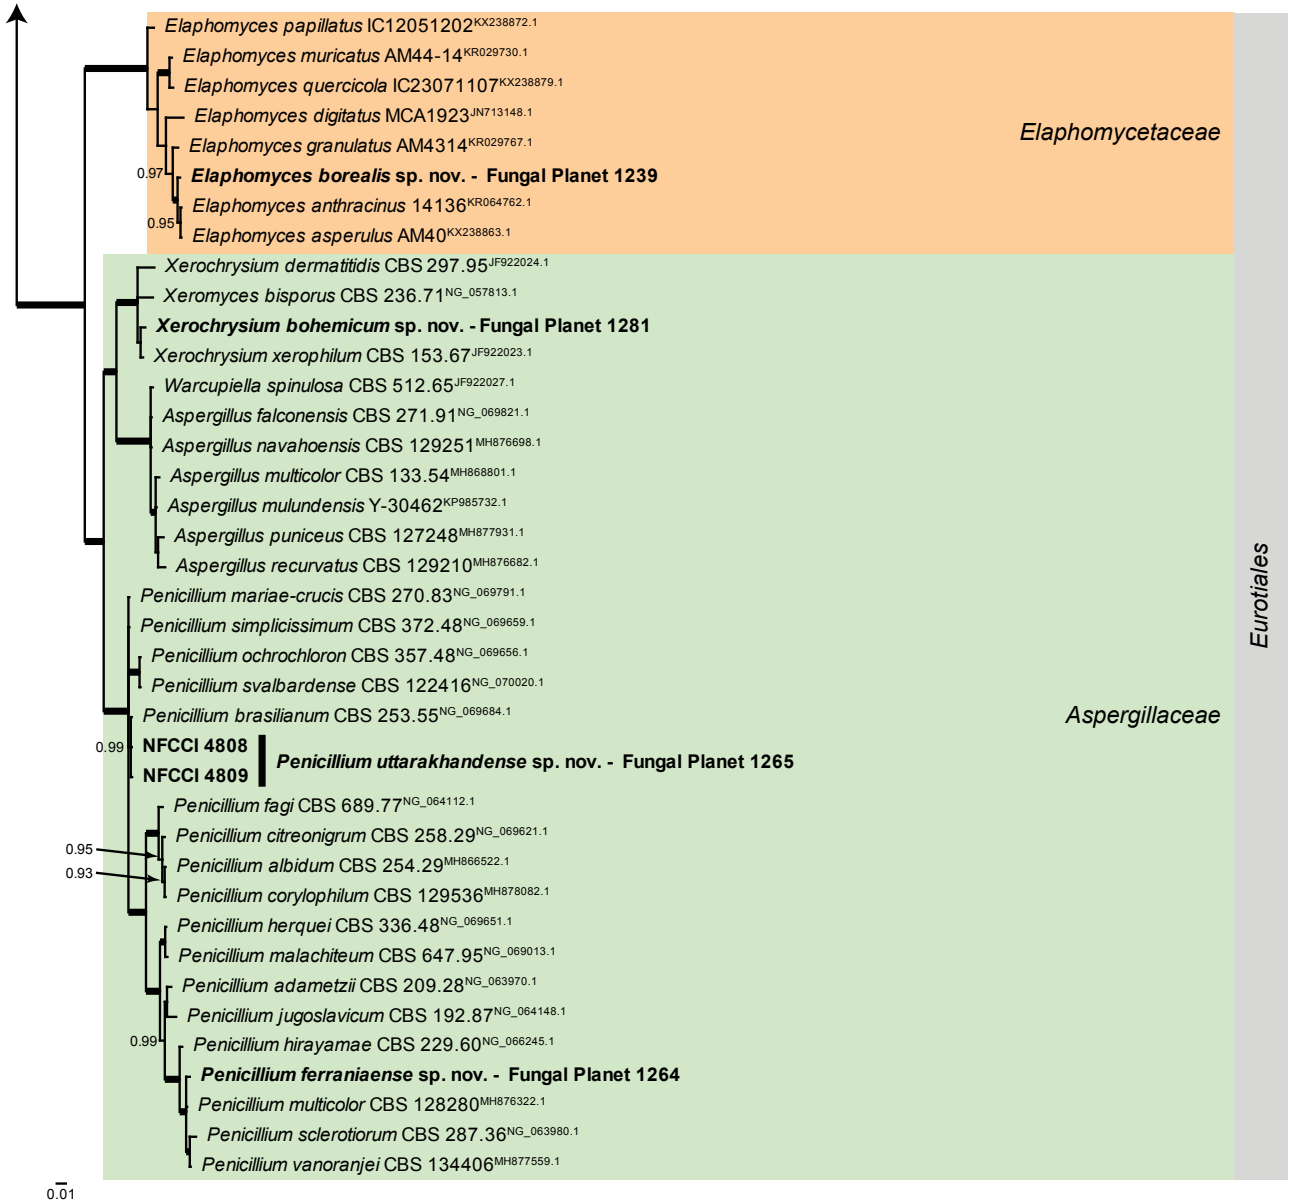 Elaphomyces papillatus IC12051202KX238872.1
Elaphomyces muricatus AM44-14KR029730.1
Elaphomyces quercicola IC23071107KX238879.1
Elaphomyces digitatus MCA1923JN713148.1
Elaphomycetaceae
Elaphomyces granulatus AM4314KR029767.1
0.97
Elaphomyces borealis sp. nov. - Fungal Planet 1239
Elaphomyces anthracinus 14136KR064762.1
0.95
Elaphomyces asperulus AM40KX238863.1
Xerochrysium dermatitidis CBS 297.95JF922024.1
Xeromyces bisporus CBS 236.71NG_057813.1
Xerochrysium bohemicum sp. nov. - Fungal Planet 1281
Xerochrysium xerophilum CBS 153.67JF922023.1
Warcupiella spinulosa CBS 512.65JF922027.1
Aspergillus falconensis CBS 271.91NG_069821.1
Aspergillus navahoensis CBS 129251MH876698.1
Aspergillus multicolor CBS 133.54MH868801.1
Aspergillus mulundensis Y-30462KP985732.1
Aspergillus puniceus CBS 127248MH877931.1
Aspergillus recurvatus CBS 129210MH876682.1
Penicillium mariae-crucis CBS 270.83NG_069791.1
Eurotiales
Penicillium simplicissimum CBS 372.48NG_069659.1
Penicillium ochrochloron CBS 357.48NG_069656.1
Penicillium svalbardense CBS 122416NG_070020.1
Penicillium brasilianum CBS 253.55NG_069684.1
Aspergillaceae
0.99
NFCCI 4808
NFCCI 4809
Penicillium uttarakhandense sp. nov. - Fungal Planet 1265
Penicillium fagi CBS 689.77NG_064112.1
Penicillium citreonigrum CBS 258.29NG_069621.1
0.95
Penicillium albidum CBS 254.29MH866522.1
0.93
Penicillium corylophilum CBS 129536MH878082.1
Penicillium herquei CBS 336.48NG_069651.1
Penicillium malachiteum CBS 647.95NG_069013.1
Penicillium adametzii CBS 209.28NG_063970.1
Penicillium jugoslavicum CBS 192.87NG_064148.1
0.99
Penicillium hirayamae CBS 229.60NG_066245.1
Penicillium ferraniaense sp. nov. - Fungal Planet 1264
Penicillium multicolor CBS 128280MH876322.1
Penicillium sclerotiorum CBS 287.36NG_063980.1
Penicillium vanoranjei CBS 134406MH877559.1
0.01